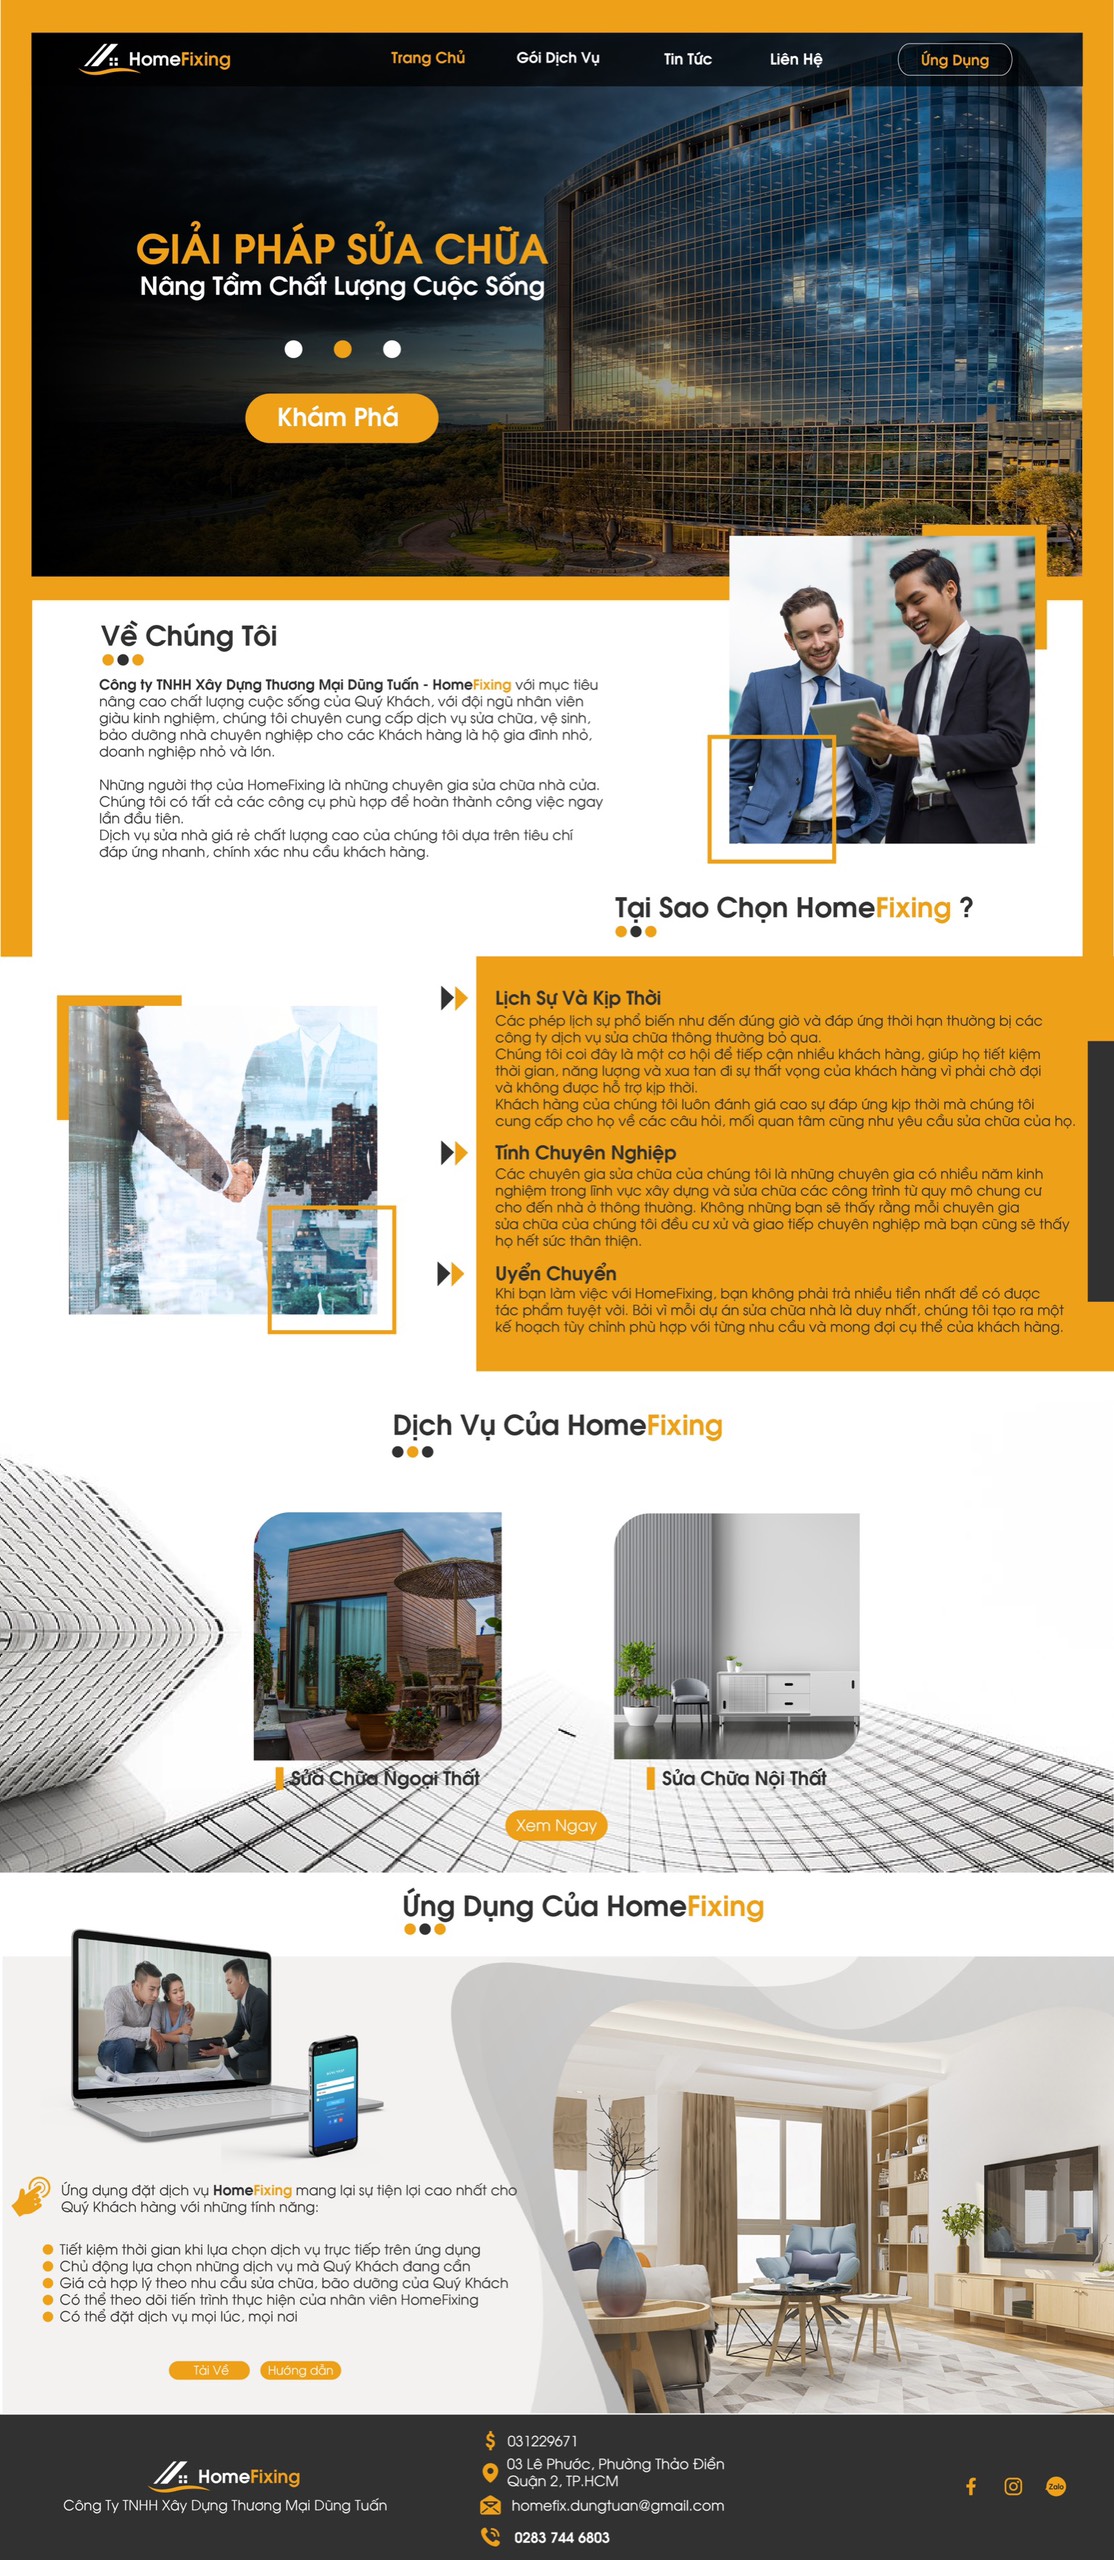 HomeFixing
Trang Chủ
Gói Dịch Vụ
Tin Tức
Liên Hệ
Ứng Dụng
GIẢI PHÁP SỬA CHỮA
Nâng Tầm Chất Lượng Cuộc Sống
Khám Phá
Về Chúng Tôi
Công ty TNHH Xây Dựng Thương Mại Dũng Tuấn - HomeFixing với mục tiêu
nâng cao chất lượng cuộc sống của Quý Khách, với đội ngũ nhân viên
giàu kinh nghiệm, chúng tôi chuyên cung cấp dịch vụ sửa chữa, vệ sinh,
bảo dưỡng nhà chuyên nghiệp cho các Khách hàng là hộ gia đình nhỏ,
doanh nghiệp nhỏ và lớn.
Những người thợ của HomeFixing là những chuyên gia sửa chữa nhà cửa.
Chúng tôi có tất cả các công cụ phù hợp để hoàn thành công việc ngay
lần đầu tiên.
Dịch vụ sửa nhà giá rẻ chất lượng cao của chúng tôi dựa trên tiêu chí
đáp ứng nhanh, chính xác nhu cầu khách hàng.
Tại Sao Chọn HomeFixing ?
Lịch Sự Và Kịp Thời
Các phép lịch sự phổ biến như đến đúng giờ và đáp ứng thời hạn thường bị các
công ty dịch vụ sửa chữa thông thường bỏ qua.
Chúng tôi coi đây là một cơ hội để tiếp cận nhiều khách hàng, giúp họ tiết kiệm
thời gian, năng lượng và xua tan đi sự thất vọng của khách hàng vì phải chờ đợi
và không được hỗ trợ kịp thời.
Khách hàng của chúng tôi luôn đánh giá cao sự đáp ứng kịp thời mà chúng tôi
cung cấp cho họ về các câu hỏi, mối quan tâm cũng như yêu cầu sửa chữa của họ.
Tính Chuyên Nghiệp
Các chuyên gia sửa chữa của chúng tôi là những chuyên gia có nhiều năm kinh
nghiệm trong lĩnh vực xây dựng và sửa chữa các công trình từ quy mô chung cư
cho đến nhà ở thông thường. Không những bạn sẽ thấy rằng mỗi chuyên gia
sửa chữa của chúng tôi đều cư xử và giao tiếp chuyên nghiệp mà bạn cũng sẽ thấy
họ hết sức thân thiện.
Uyển Chuyển
Khi bạn làm việc với HomeFixing, bạn không phải trả nhiều tiền nhất để có được
tác phẩm tuyệt vời. Bởi vì mỗi dự án sửa chữa nhà là duy nhất, chúng tôi tạo ra một
kế hoạch tùy chỉnh phù hợp với từng nhu cầu và mong đợi cụ thể của khách hàng.
Dịch Vụ Của HomeFixing
Sửa Chữa Ngoại Thất
Sửa Chữa Nội Thất
Xem Ngay
Ứng Dụng Của HomeFixing
Ứng dụng đặt dịch vụ HomeFixing mang lại sự tiện lợi cao nhất cho
Quý Khách hàng với những tính năng:
Tiết kiệm thời gian khi lựa chọn dịch vụ trực tiếp trên ứng dụng
Chủ động lựa chọn những dịch vụ mà Quý Khách đang cần
Giá cả hợp lý theo nhu cầu sửa chữa, bảo dưỡng của Quý Khách
Có thể theo dõi tiến trình thực hiện của nhân viên HomeFixing
Có thể đặt dịch vụ mọi lúc, mọi nơi
Tải Về
Hướng dẫn
HomeFixing
Công Ty TNHH Xây Dựng Thương Mại Dũng Tuấn
031229671
03 Lê Phước, Phường Thảo Điền
Quận 2, TP.HCM
homefix.dungtuan@gmail.com
0283 744 6803
Zalo